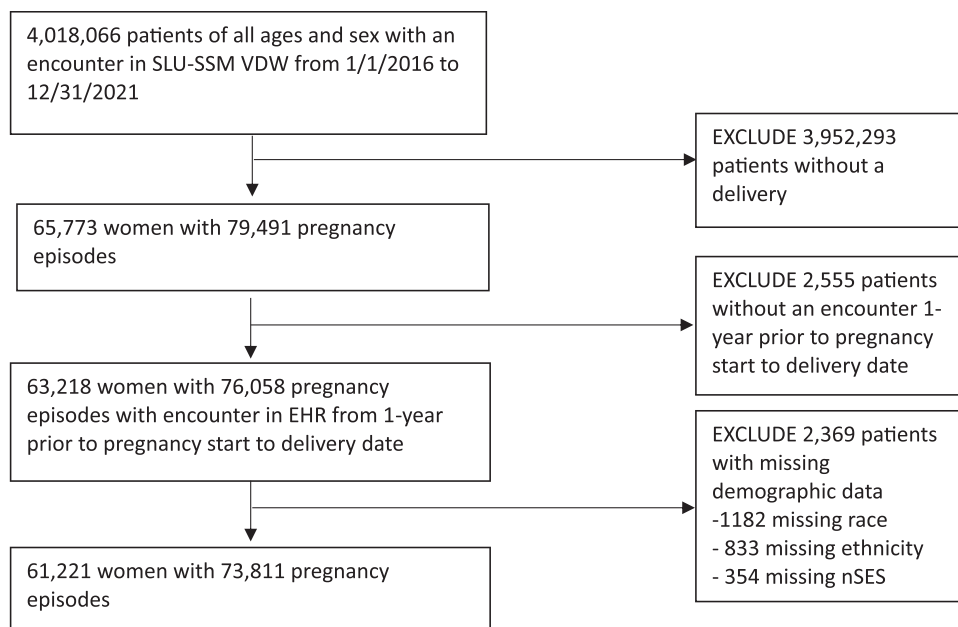 4,018,066 patients of all ages and sex with an
encounter in SLU-SSM VDW from 1/1/2016 to
12/31/2021
EXCLUDE 3,952,293
patients without a
delivery
65,773 women with 79,491 pregnancy
episodes
EXCLUDE 2,555 patients
without an encounter 1-
year prior to pregnancy
start to delivery date
63,218 women with 76,058 pregnancy
episodes with encounter in EHR from 1-year
prior to pregnancy start to delivery date
EXCLUDE 2,369 patients
with missing
demographic data
-1182 missing race
- 833 missing ethnicity
- 354 missing nSES
61,221 women with 73,811 pregnancy
episodes